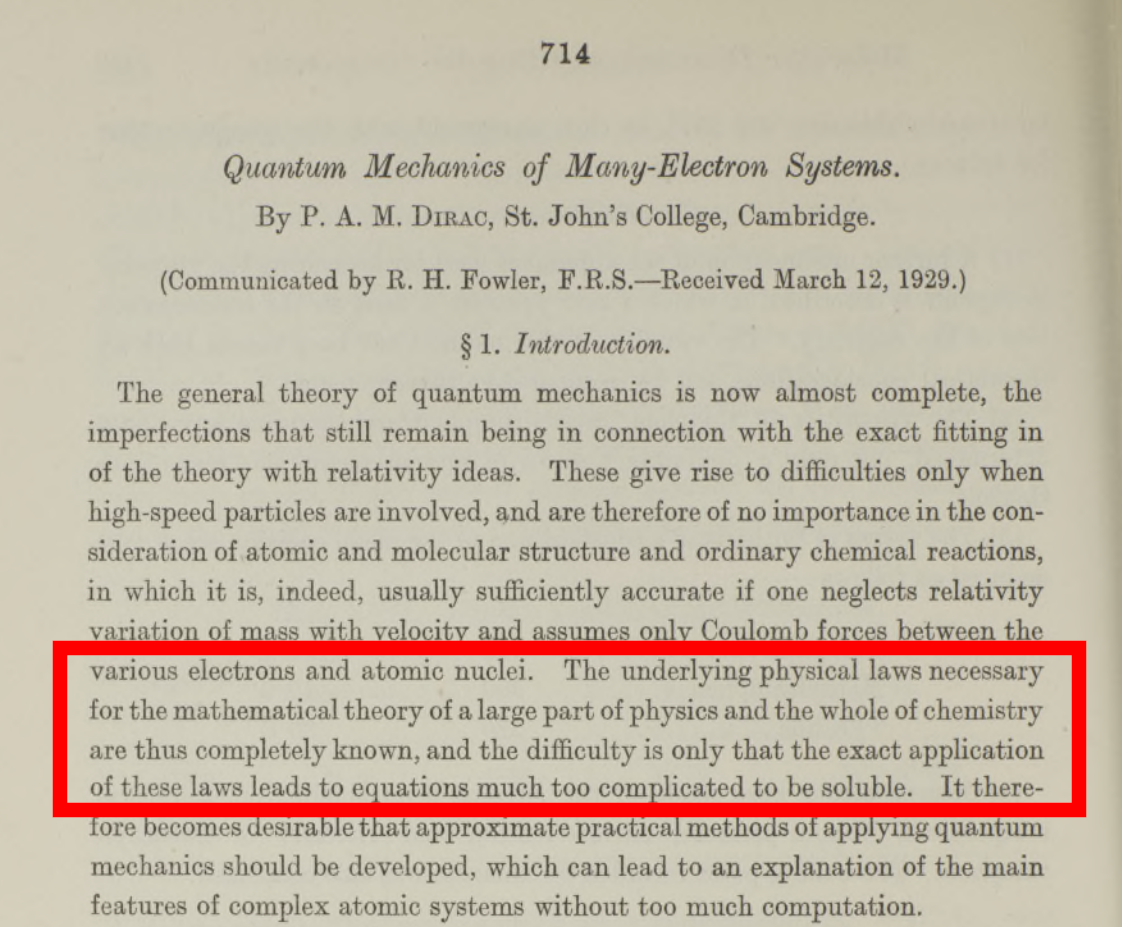 714
Quantum Mechanics of Many-Electron Systems.
By P. A. M. DIRAC, St. John's College, Cambridge.
(Communicated by R. H. Fowler, F.R.S.—Received March 12, 1929.)
§ 1. Introduction.
The general theory of quantum mechanics is now almost complete, the
imperfections that still remain being in connection with the exact fitting in
of the theory with relativity ideas. These give rise to difficulties only when
high-speed particles are involved, and are therefore of no importance in the con-
sideration of atomic and molecular structure and ordinary chemical reactions,
in which it is, indeed, usually sufficiently accurate if one neglects relativity
variation of mass with velocity and assumes only Coulomb forces between the
various electrons and atomic nuclei. The underlying physical laws necessary
for the mathematical theory of a large part of physics and the whole of chemistry
are thus completely known, and the difficulty is only that the exact application
of these laws leads to equations much too complicated to be soluble. It there-
fore becomes desirable that approximate practical methods of applying quantum
mechanics should be developed, which can lead to an explanation of the main
features of complex atomic systems without too much computation.